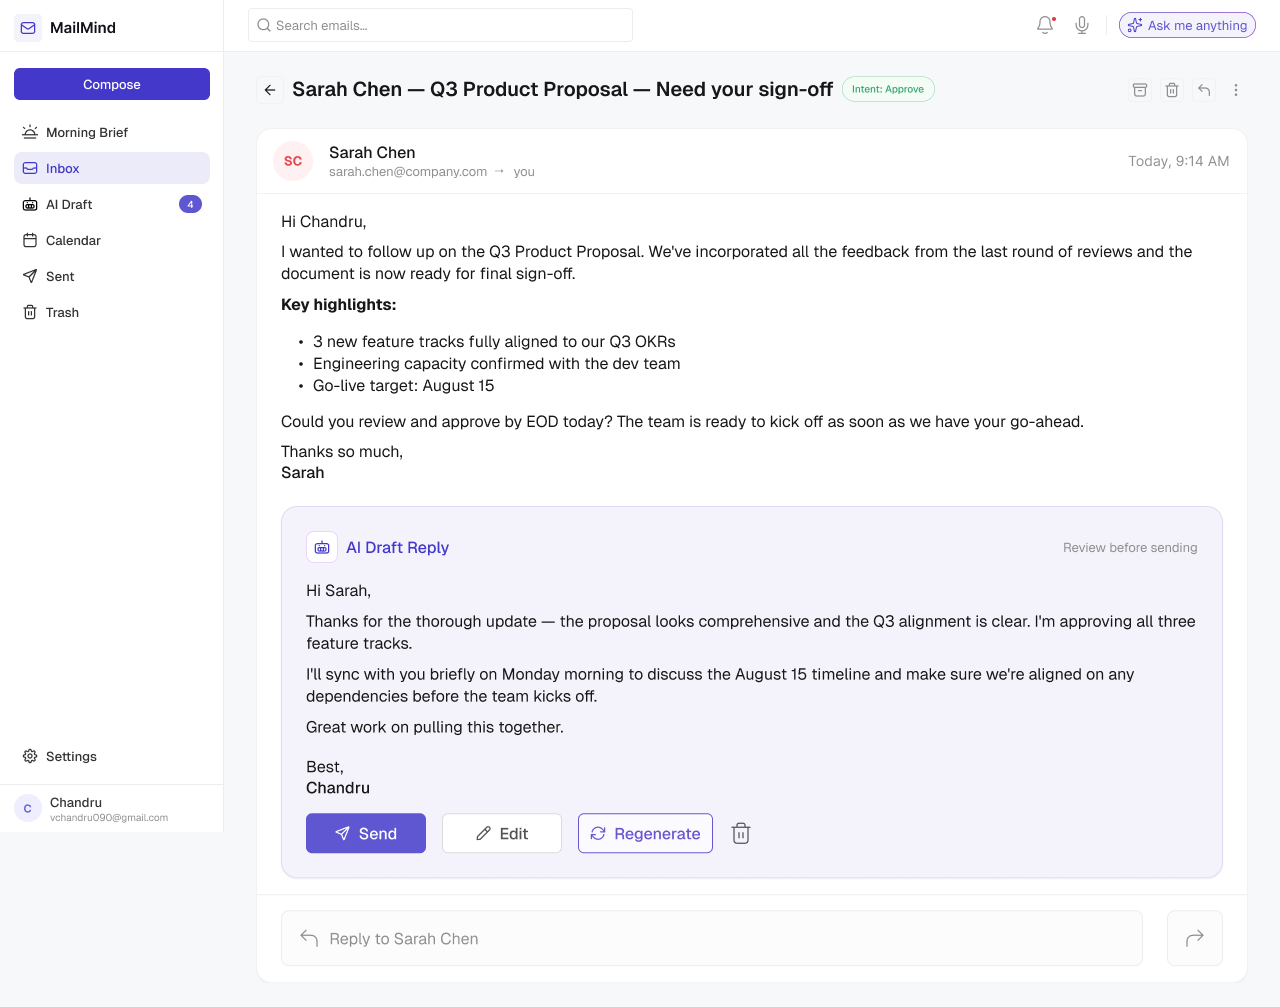 MailMind
Search emails...
Ask me anything
Compose
Morning Brief
Inbox
AI Draft
4
Calendar
Sent
Trash
Settings
C
Chandru
vchandru090@gmail.com
Sarah Chen — Q3 Product Proposal — Need your sign-off
Intent: Approve
SC
Sarah Chen
sarah.chen@company.com → you
Today, 9:14 AM
Hi Chandru,
I wanted to follow up on the Q3 Product Proposal. We've incorporated all the feedback from the last round of reviews and the
document is now ready for final sign-off.
Key highlights:
• 3 new feature tracks fully aligned to our Q3 OKRs
• Engineering capacity confirmed with the dev team
• Go-live target: August 15
Could you review and approve by EOD today? The team is ready to kick off as soon as we have your go-ahead.
Thanks so much,
Sarah
AI Draft Reply
Review before sending
Hi Sarah,
Thanks for the thorough update — the proposal looks comprehensive and the Q3 alignment is clear. I'm approving all three
feature tracks.
I'll sync with you briefly on Monday morning to discuss the August 15 timeline and make sure we're aligned on any
dependencies before the team kicks off.
Great work on pulling this together.
Best,
Chandru
Send
Edit
Regenerate
Reply to Sarah Chen